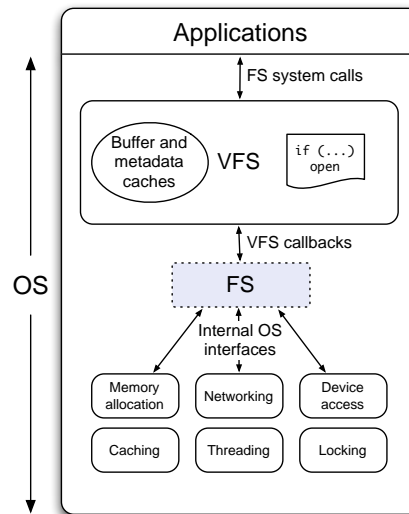 Applications
FS system calls
Buffer and
metadata
caches
VFS
if (...)
open
VFS callbacks
OS
FS
Internal OS
interfaces
Memory
allocation
Networking
Device
access
Caching
Threading
Locking